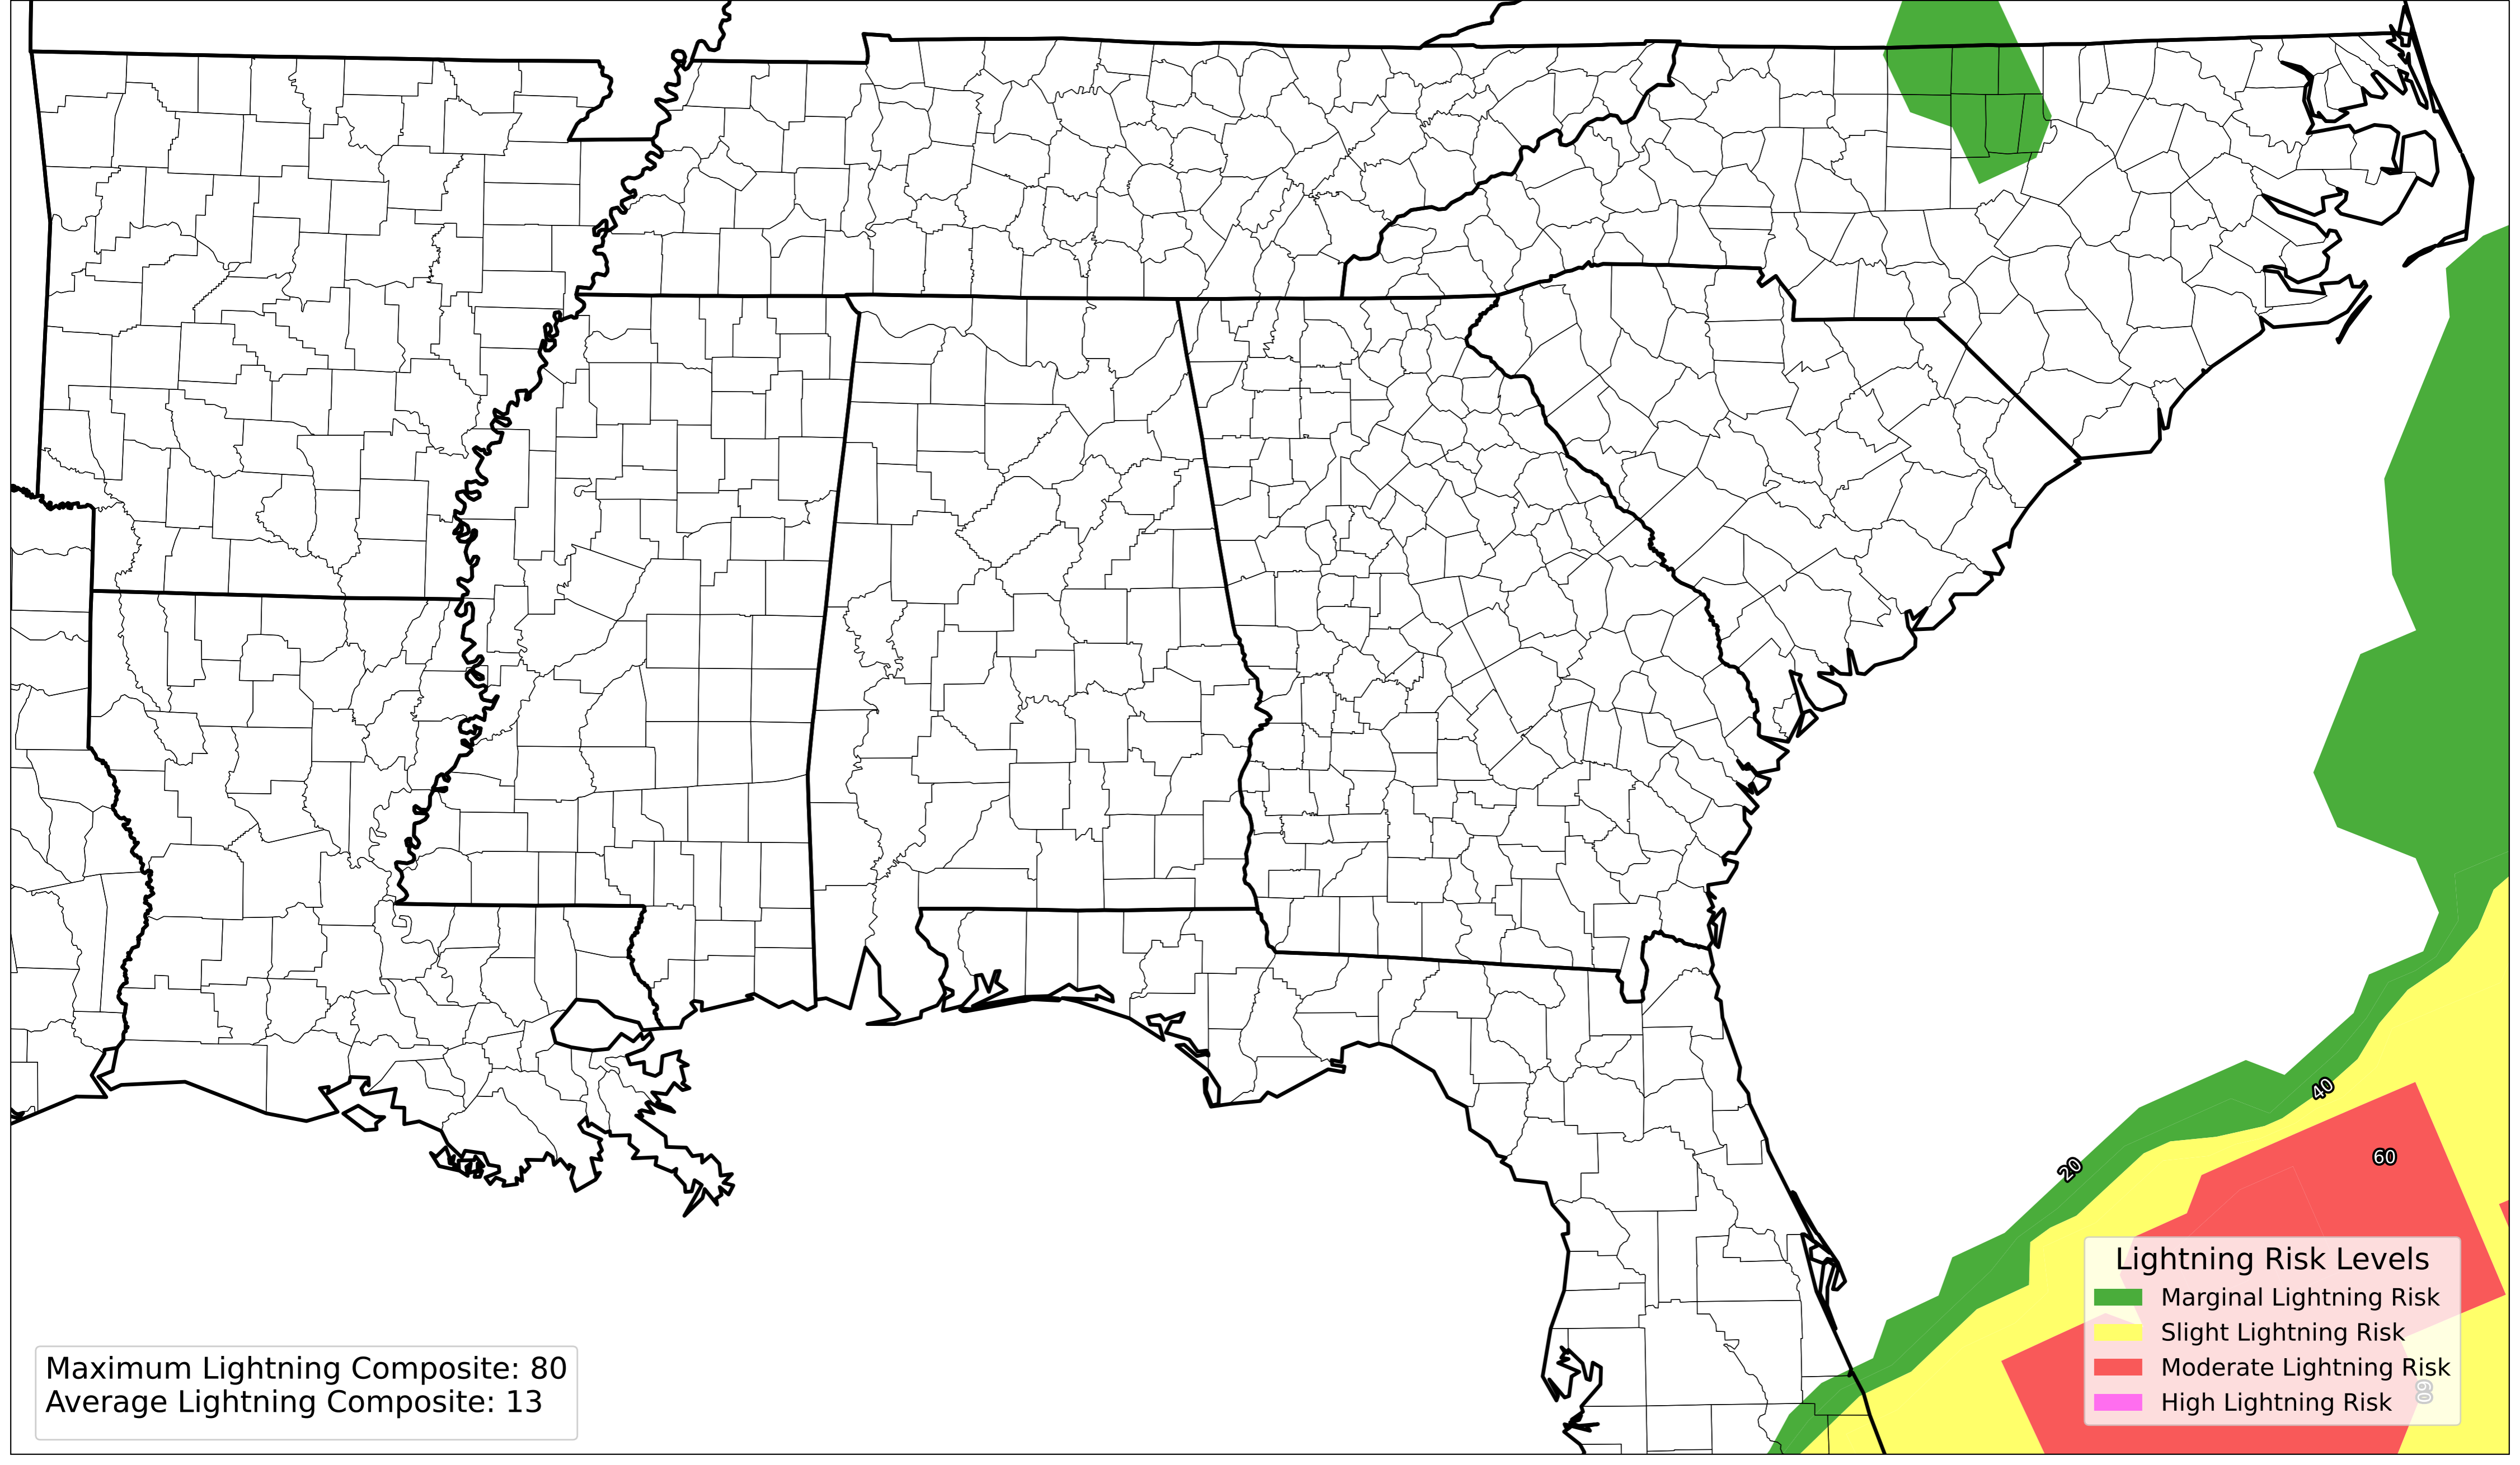 40
20
60
Lightning Risk Levels
Marginal Lightning Risk
Slight Lightning Risk
Moderate Lightning Risk
High Lightning Risk
60
Maximum Lightning Composite: 80
Average Lightning Composite: 13